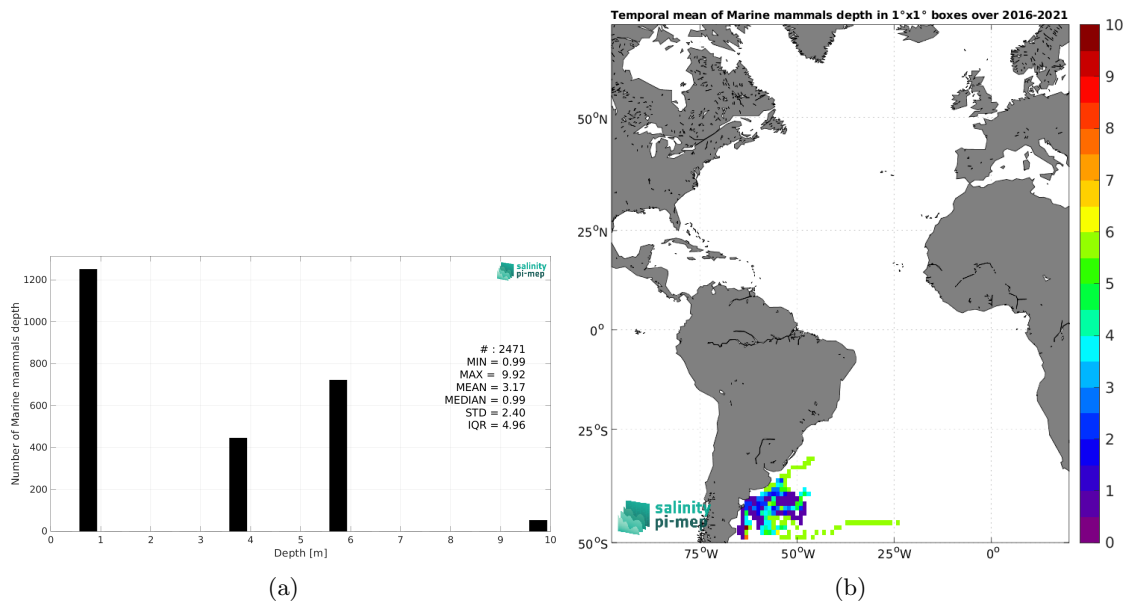 salinity
pi-mep
# : 2471
MIN = 0.99
MAX = 9.92
MEAN = 3.17
MEDIAN = 0.99
STD = 2.40
IQR = 4.96
Number of Marine mammals depth
1200
1000
800
600
400
200
0
0 1 2 3 4 5 6 7 8 9 10
Depth [m]
(a)
Temporal mean of Marine mammals depth in 1°x1° boxes over 2016-2021
50°N
25°N
0°
25°S
50°S
75°W 50°W 25°W 0°
salinity
pi-mep
10
9
8
7
6
5
4
3
2
1
0
(b)